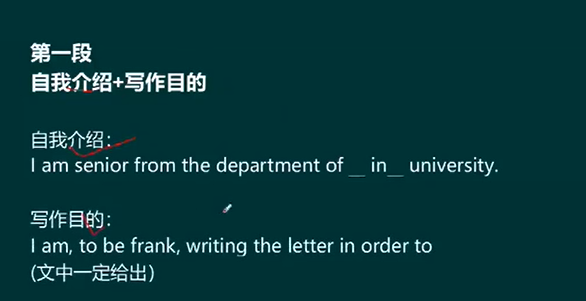 第一段
自我介绍+写作目的
自我介绍：
I am senior from the department of __ in__ university.
写作目的：
I am, to be frank, writing the letter in order to
(文中一定给出）